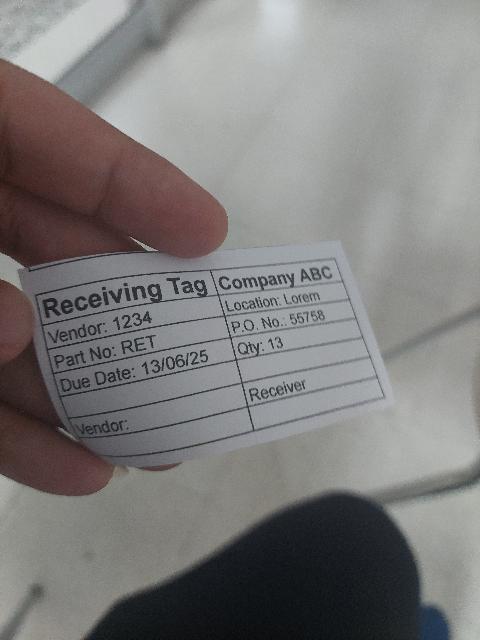 Receiving Tag
Company ABC
Vendor: 1234
Location: Lorem
Part No: RET
P.O. No.: 55758
Due Date: 13/06/25
Qty: 13
Vendor:
Receiver